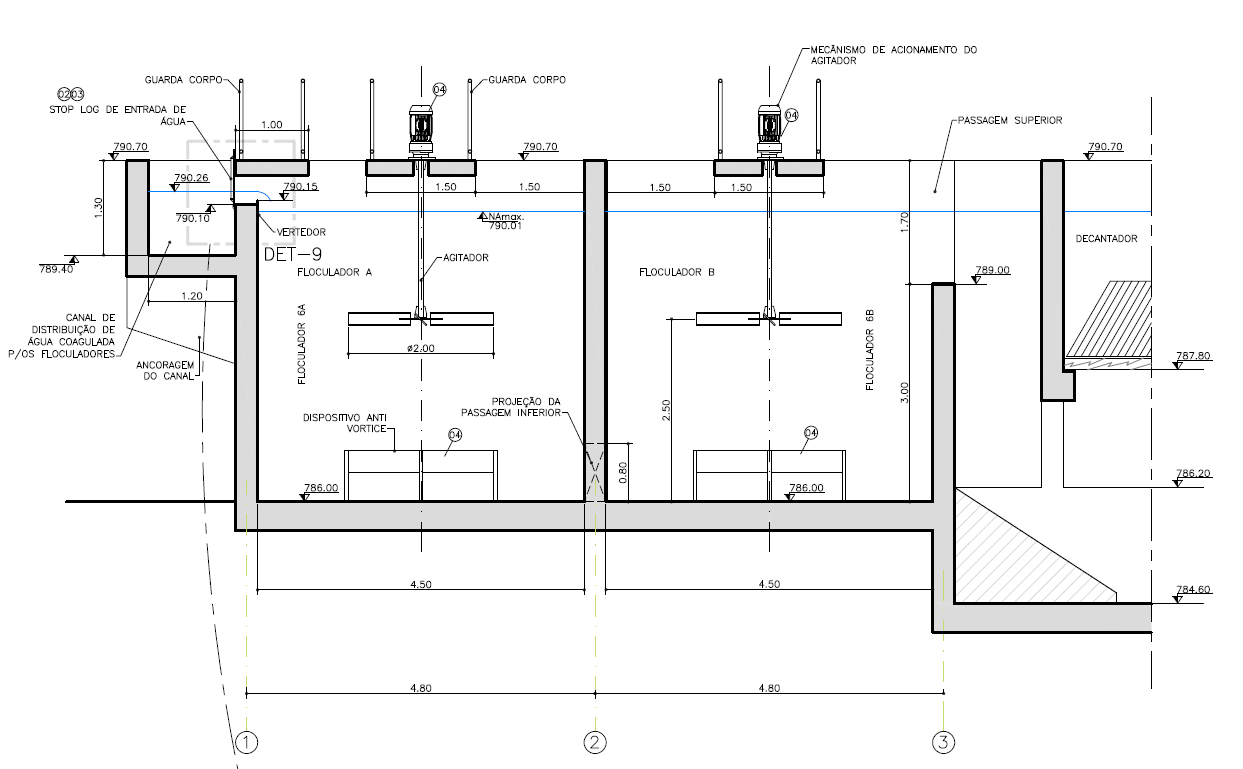 MECÂNISMO DE ACIONAMENTO DO
AGITADOR
GUARDA CORPO
GUARDA CORPO
04
02 03
STOP LOG DE ENTRADA DE
ÁGUA
1.00
04
PASSAGEM SUPERIOR
790.70
790.70
790.70
790.26
790.15
1.50
1.50
1.50
1.50
1.30
790.10
NAmax.
790.01
1.70
VERTEDOR
DET-9
DECANTADOR
789.40
AGITADOR
FLOCULADOR A
FLOCULADOR B
789.00
1.20
CANAL DE
DISTRIBUIÇÃO DE
ÁGUA COAGULADA
P/OS FLOCULADORES
ANCORAGEM
DO CANAL
FLOCULADOR 6A
ø2.00
FLOCULADOR 6B
787.80
PROJEÇÃO DA
PASSAGEM INFERIOR
2.50
3.00
DISPOSITIVO ANTI
VORTICE
04
04
0.80
786.20
786.00
786.00
4.50
4.50
784.60
4.80
4.80
1
2
3